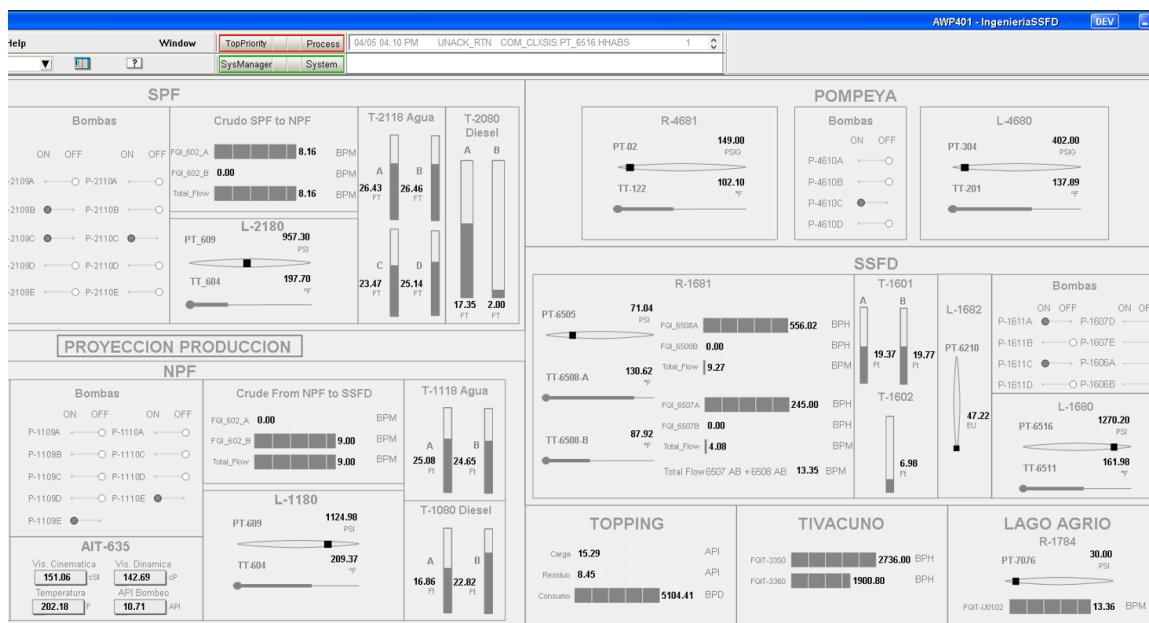 AWP401 - IngenieriaSSFD DEV
Help Window TopPriority Process 04/05 04:10 PM UNACK_RTN COM_CLXSIS.PT_6516.HHABS 1
? SysManager System
SPF
Bombas
ON OFF ON OFF
-2109A P-2110A
-2109B P-2110B
-2109C P-2110C
-2109D P-2110D
-2109E P-2110E
Crudo SPF to NPF
FQI_602_A 8.16 BPM
FQI_602_B 0.00 BPM
Total_Flow 8.16 BPM
L-2180
PT_609 957.30
PSI
TT_604 197.70
°F
T-2118 Agua
A B
26.43 26.46
FT FT
C D
23.47 25.14
FT FT
T-2080
Diesel
A B
17.35 2.00
FT FT
PROYECCION PRODUCCION
NPF
Bombas
ON OFF ON OFF
P-1109A P-1110A
P-1109B P-1110C
P-1109C P-1110D
P-1109D P-1110E
P-1109E
AIT-635
Vis. Cinematica Vis. Dinamica
151.06 cSt 142.69 cP
Temperatura API Bombeo
202.18 F 10.71 API
Crude From NPF to SSFD
FQI_602_A 0.00 BPM
FQI_602_B 9.00 BPM
Total_Flow 9.00 BPM
L-1180
PT-609 1124.98
PSI
TT-604 209.37
°F
T-1118 Agua
A B
25.08 24.65
Ft Ft
T-1080 Diesel
A B
16.86 22.82
Ft Ft
POMPEYA
R-4681
PT-02 149.00
PSIG
TT-122 102.10
°F
Bombas
ON OFF
P-4610A
P-4610B
P-4610C
P-4610D
L-4680
PT-304 402.00
PSIG
TT-201 137.89
°F
SSFD
R-1681
PT-6505 71.04
PSI
TT-6508-A 130.62
°F
TT-6508-B 87.92
°F
FQI_6508A 556.02 BPH
FQI_6508B 0.00 BPH
Total_Flow 9.27 BPM
FQI_6507A 245.00 BPH
FQI_6507B 0.00 BPH
Total_Flow 4.08 BPM
Total Flow6507 AB +6508 AB 13.35 BPM
T-1601
A B
19.37 19.77
Ft Ft
T-1602
6.98
Ft
L-1682
PT-6210
47.22
EU
Bombas
ON OFF ON OF
P-1611A P-1607D
P-1611B P-1607E
P-1611C P-1606A
P-1611D P-1606B
L-1680
PT-6516 1270.20
PSI
TT-6511 161.98
°F
TOPPING
Carga 15.29 API
Residuo 8.45 API
Consumo 5104.41 BPD
TIVACUNO
FQIT-3350 2736.00 BPH
FQIT-3360 1900.80 BPH
LAGO AGRIO
R-1784
PT-7076 30.00
PSI
FQIT-U0102 13.36 BPM